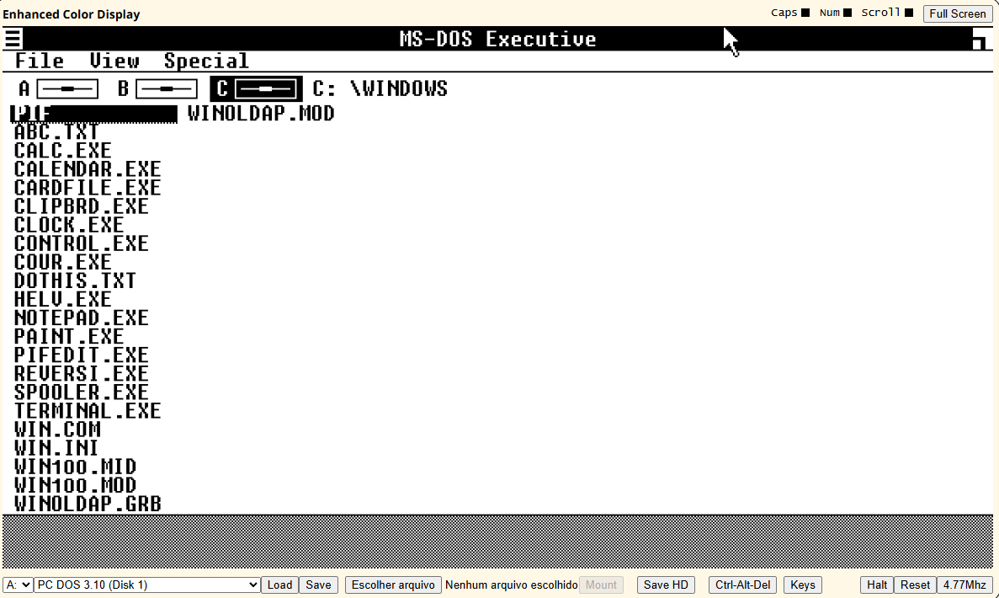 Enhanced Color Display Caps Num Scroll Full Screen
MS-DOS Executive
File View Special
A B C C: \WINDOWS
PIF WINOLDAP.MOD
ABC.TXT
CALC.EXE
CALENDAR.EXE
CARDFILE.EXE
CLIPBRD.EXE
CLOCK.EXE
CONTROL.EXE
COUR.EXE
DOTHIS.TXT
HELV.EXE
NOTEPAD.EXE
PAINT.EXE
PIFEDIT.EXE
REVERSI.EXE
SPOOLER.EXE
TERMINAL.EXE
WIN.COM
WIN.INI
WIN100.MID
WIN100.MOD
WINOLDAP.GRB
A: PC DOS 3.10 (Disk 1) Load Save Escolher arquivo Nenhum arquivo escolhido Mount Save HD Ctrl-Alt-Del Keys Halt Reset 4.77Mhz